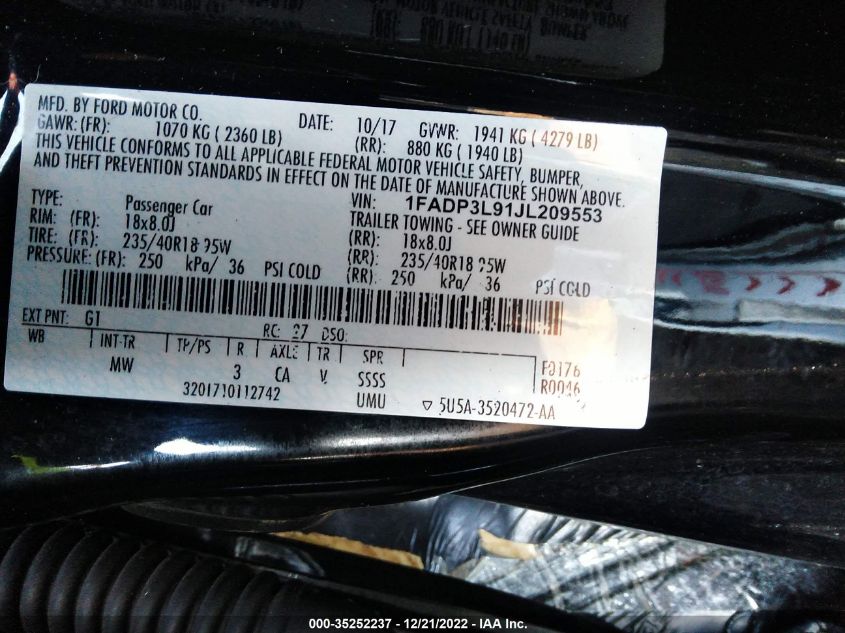 MFD. BY FORD MOTOR CO.
DATE: 10/17 GVWR: 1941 KG ( 4279 LB)
GAWR: (FR): 1070 KG ( 2360 LB) (RR): 880 KG ( 1940 LB)
THIS VEHICLE CONFORMS TO ALL APPLICABLE FEDERAL MOTOR VEHICLE SAFETY, BUMPER,
AND THEFT PREVENTION STANDARDS IN EFFECT ON THE DATE OF MANUFACTURE SHOWN ABOVE.
VIN: 1FADP3L91JL209553
TYPE: Passenger Car TRAILER TOWING - SEE OWNER GUIDE
RIM: (FR): 18x8.0J (RR): 18x8.0J
TIRE: (FR): 235/40R18 95W (RR): 235/40R18 95W
PRESSURE: (FR): 250 kPa/ 36 PSI COLD (RR): 250 kPa/ 36 PSI COLD
EXT PNT: G1 RC: 27 DSO:
WB INT-TR TP/PS R AXLE TR SPR
MW 3 CA V SSSS
F0176
R0046
3201710112742 UMU ▽ 5U5A-3520472-AA
000-35252237 - 12/21/2022 - IAA Inc.